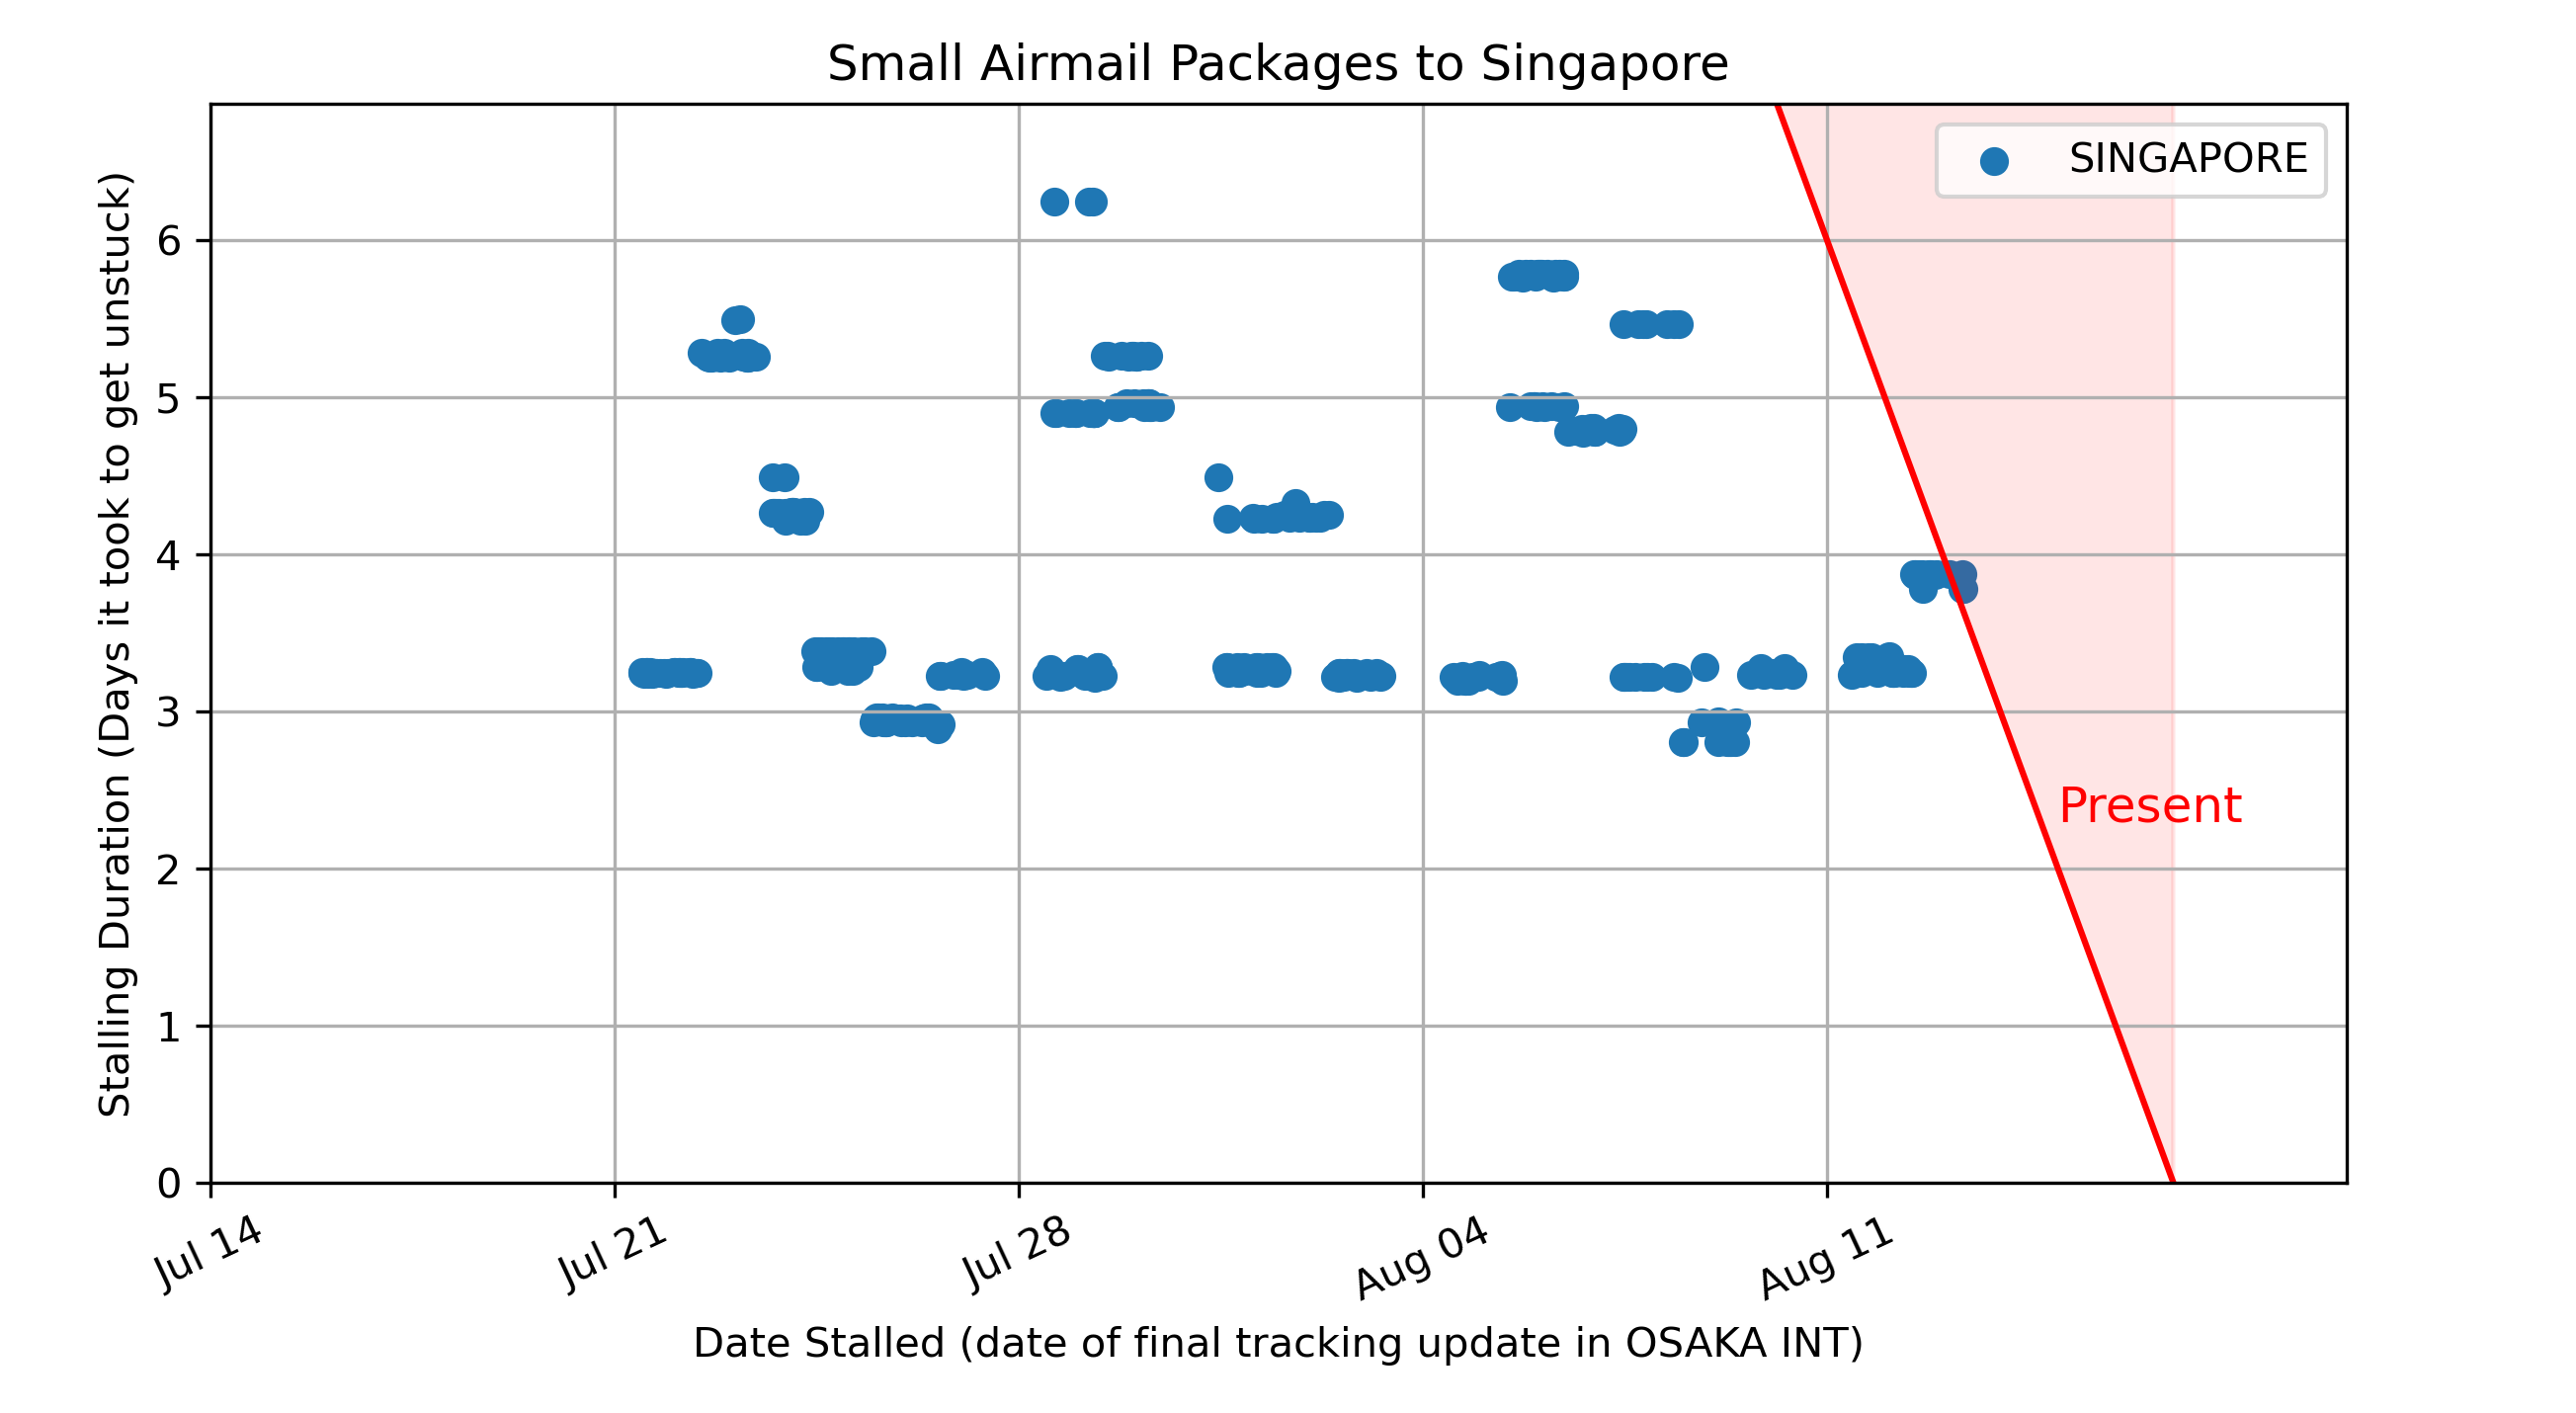 Small Airmail Packages to Singapore
SINGAPORE
Stalling Duration (Days it took to get unstuck)
6
5
4
3
2
1
0
Present
Jul 14
Jul 21
Jul 28
Aug 04
Aug 11
Date Stalled (date of final tracking update in OSAKA INT)